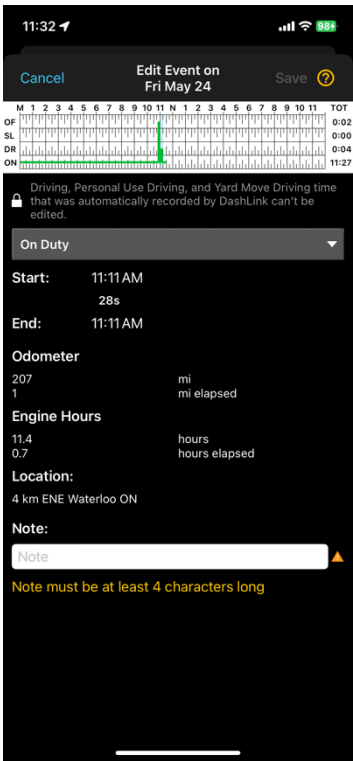 11:32
98
Cancel
Edit Event on
Fri May 24
Save ?
M 1 2 3 4 5 6 7 8 9 10 11 N 1 2 3 4 5 6 7 8 9 10 11 TOT
OF 0:02
SL 0:00
DR 0:04
ON 11:27
Driving, Personal Use Driving, and Yard Move Driving time
that was automatically recorded by DashLink can't be
edited.
On Duty
Start: 11:11 AM
28s
End: 11:11 AM
Odometer
207 mi
1 mi elapsed
Engine Hours
11.4 hours
0.7 hours elapsed
Location:
4 km ENE Waterloo ON
Note:
Note
Note must be at least 4 characters long